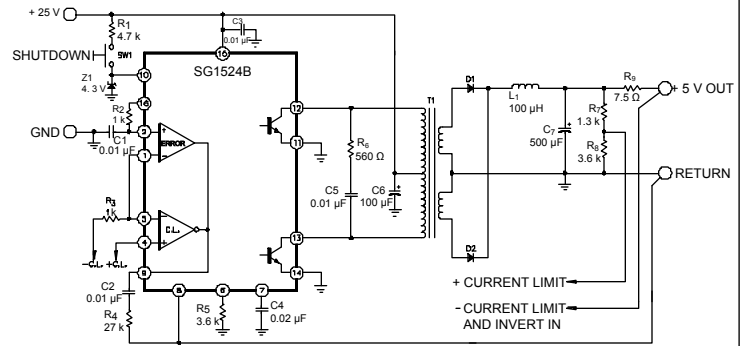 + 25 V
R1
4.7 k
C3
0.01 µF
SHUTDOWN
SW1
16
SG1524B
10
Z1
4. 3 V
16
R2
1 k
12
GND
C1
0.01 µF
2
+
ERROR
-
1
11
R6
560 Ω
C5
0.01 µF
C6
+
100 µF
T1
D1
L1
100 µH
C7
+
500 µF
R9
7.5 Ω
R7
1.3 k
R8
3.6 k
+ 5 V OUT
RETURN
R3
1k
5
-
C.L.
4
+
-C.L.
+C.L.
13
14
D2
9
C2
0.01 µF
R4
27 k
8
R5
3.6 k
6
7
C4
0.02 µF
+ CURRENT LIMIT
- CURRENT LIMIT
AND INVERT IN